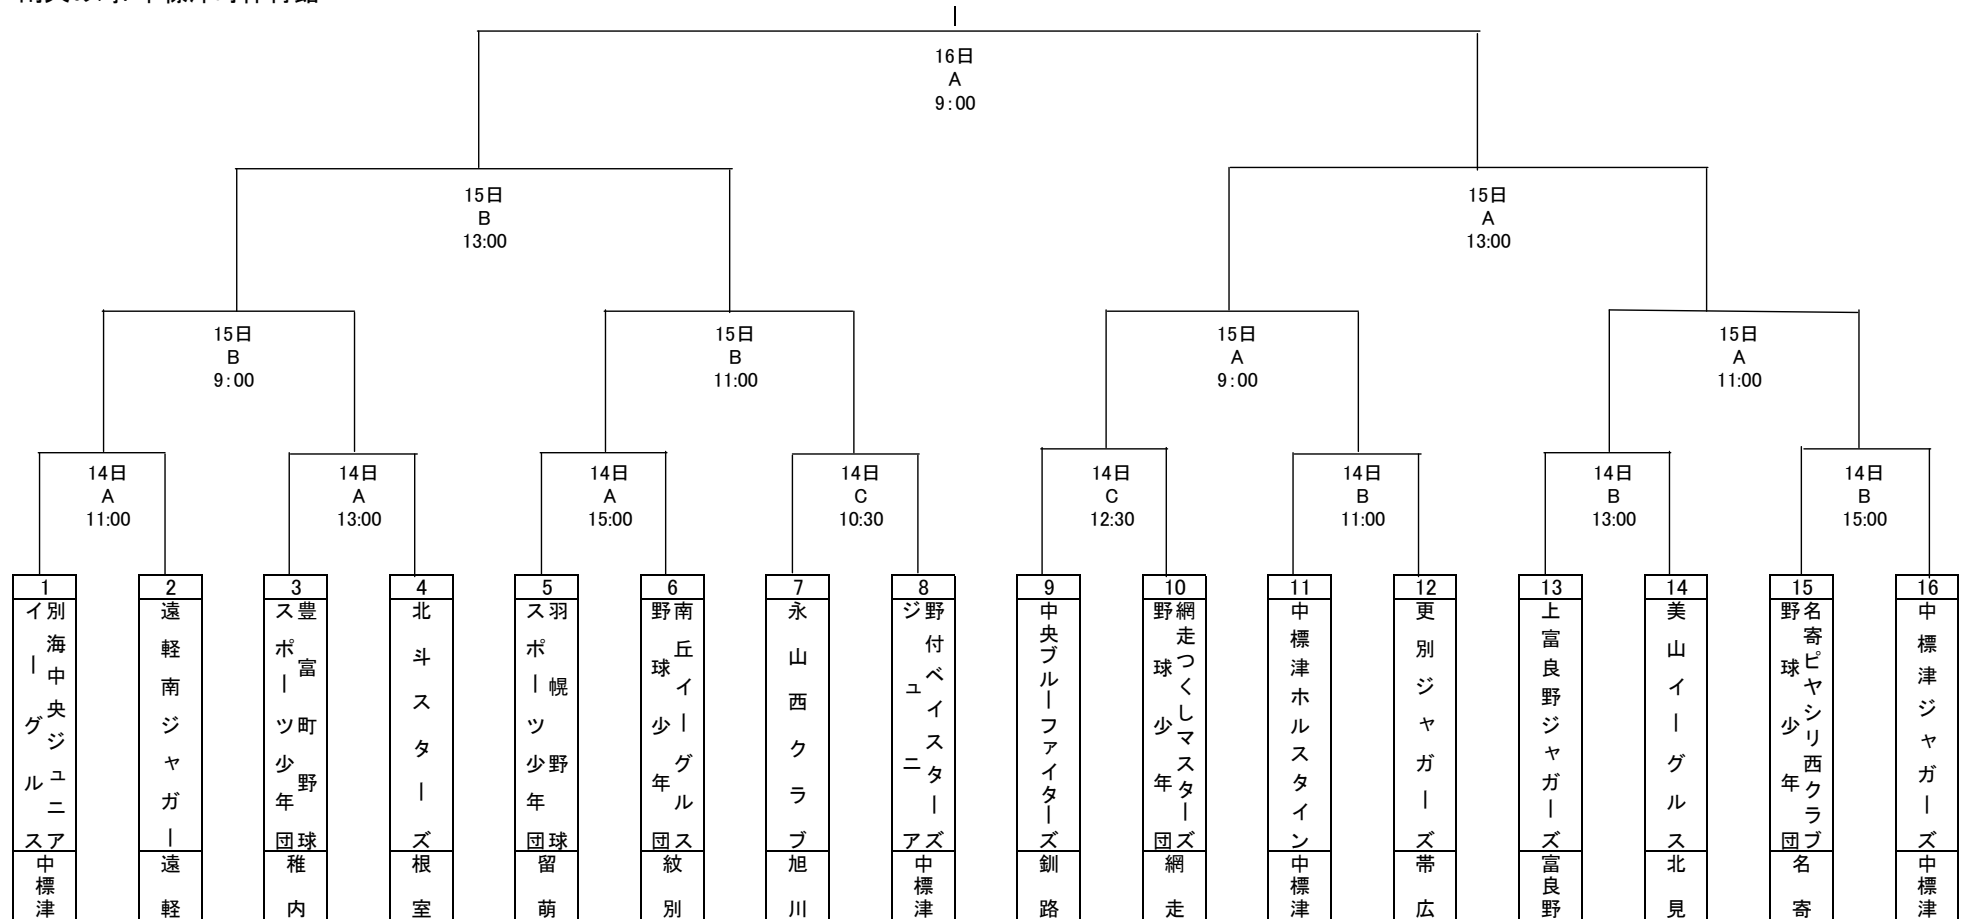 16日
A
9:00
15日
B
13:00
15日
A
13:00
15日
B
9:00
15日
B
11:00
15日
A
9:00
15日
A
11:00
14日
A
11:00
14日
A
13:00
14日
A
15:00
14日
C
10:30
14日
C
12:30
14日
B
11:00
14日
B
13:00
14日
B
15:00
1
別海中央ジュニア
イーグルス
中標津
2
遠軽南ジャガー
遠軽
3
豊富町野球
スポーツ少年団
稚内
4
北斗スターズ
根室
5
羽幌野球
スポーツ少年団
留萌
6
南丘イーグルス
野球少年団
紋別
7
永山西クラブ
旭川
8
野付ベイスターズ
ジュニア
中標津
9
中央ブルーファイターズ
釧路
10
網走つくしマスターズ
野球少年団
網走
11
中標津ホルスタイン
中標津
12
更別ジャガーズ
帯広
13
上富良野ジャガーズ
富良野
14
美山イーグルス
北見
15
名寄ピヤシリ西クラブ
野球少年団
名寄
16
中標津ジャガーズ
中標津